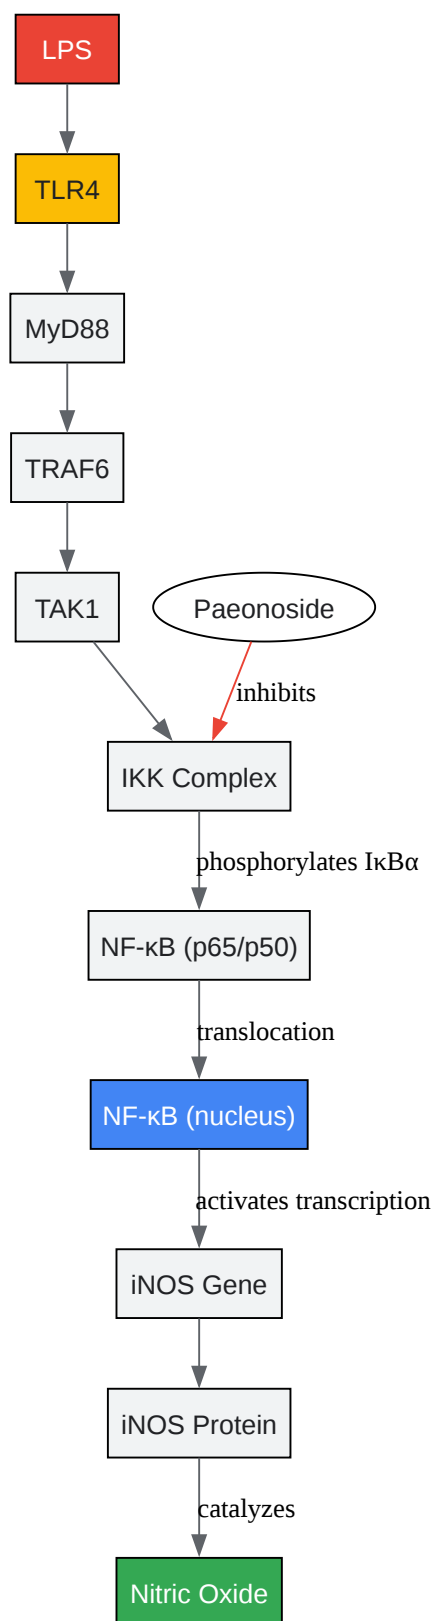 LPS
TLR4
MyD88
TRAF6
TAK1
Paeonoside
inhibits
IKK Complex
phosphorylates IκBα
NF-κB (p65/p50)
translocation
NF-κB (nucleus)
activates transcription
iNOS Gene
iNOS Protein
catalyzes
Nitric Oxide